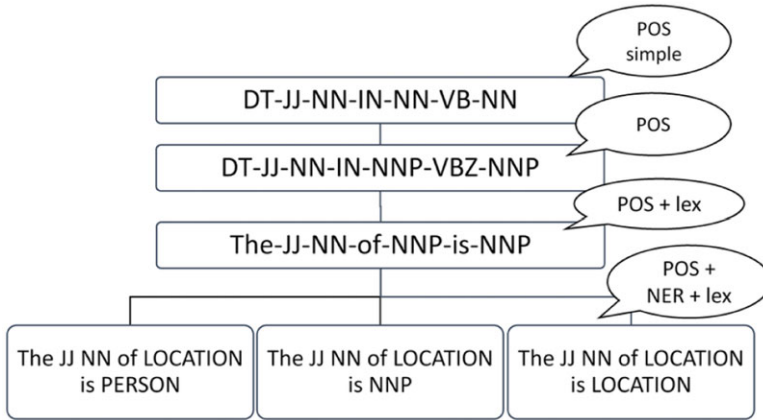 POS
simple
DT-JJ-NN-IN-NN-VB-NN
POS
DT-JJ-NN-IN-NNP-VBZ-NNP
POS + lex
The-JJ-NN-of-NNP-is-NNP
POS +
NER + lex
The JJ NN of LOCATION
is PERSON
The JJ NN of LOCATION
is NNP
The JJ NN of LOCATION
is LOCATION